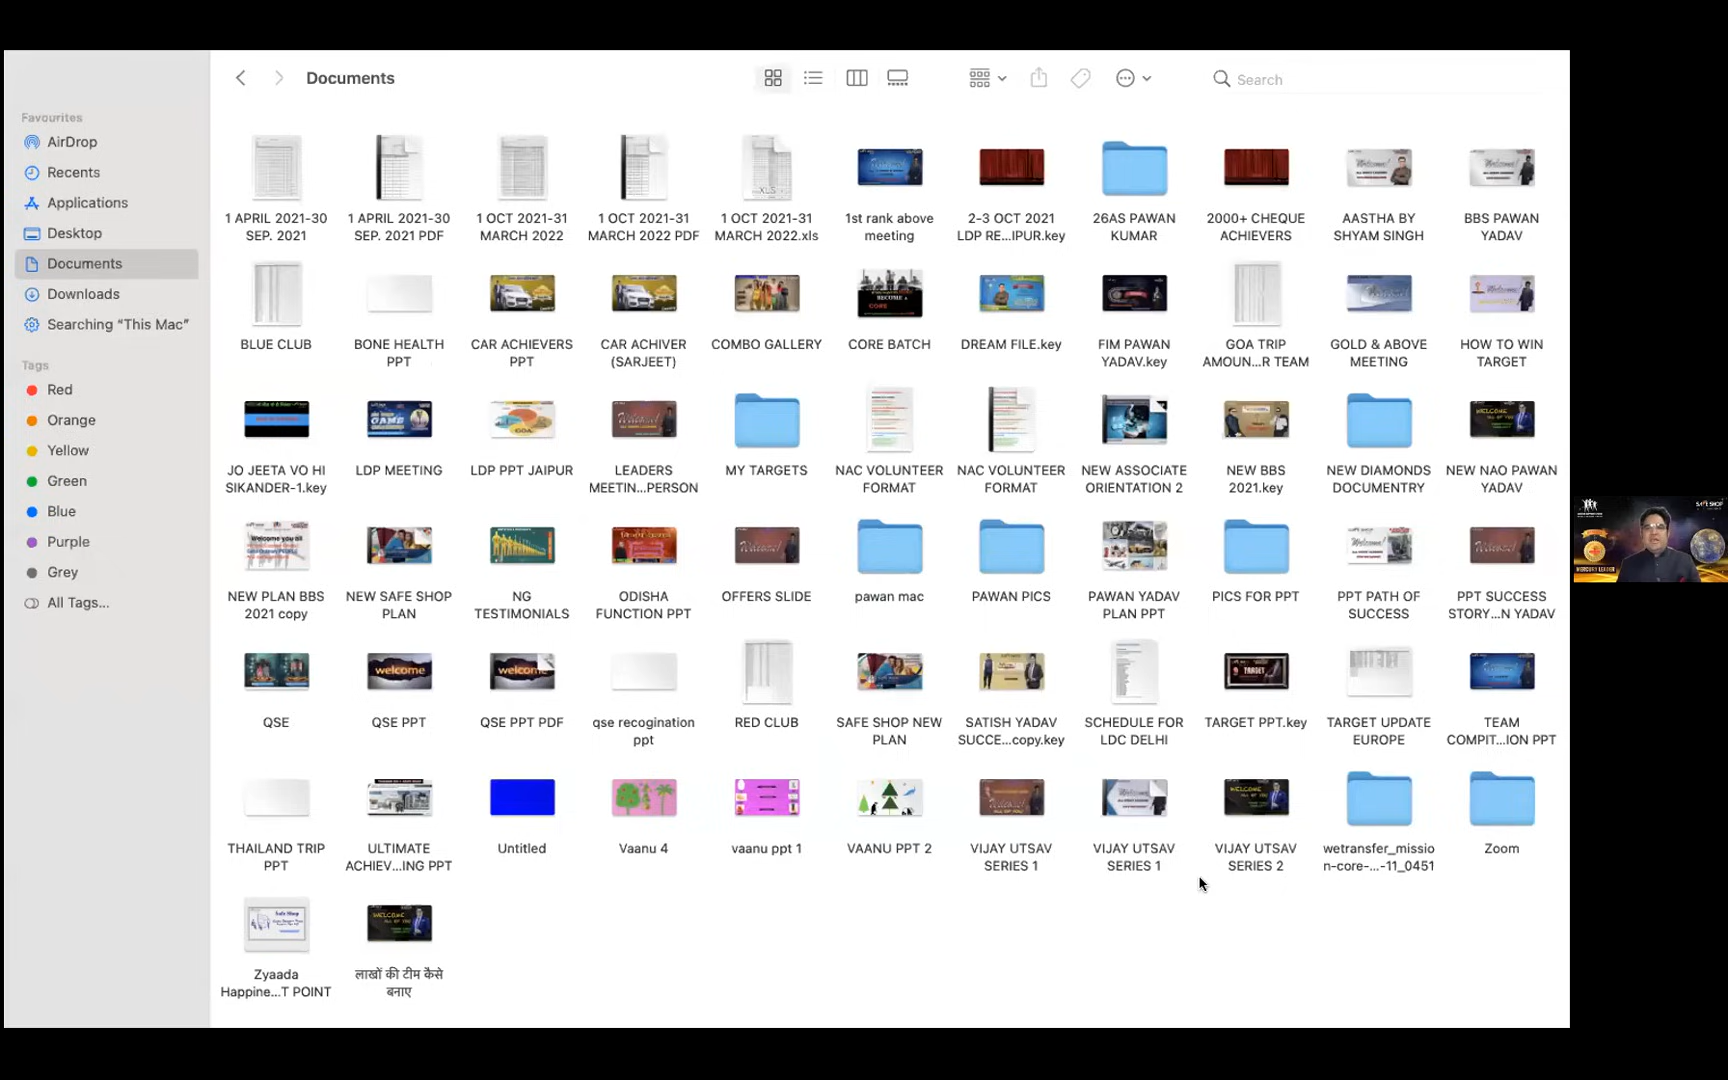 Documents
Search
Favourites
AirDrop
Recents
Applications
Desktop
Documents
Downloads
Searching “This Mac”
Tags
Red
Orange
Yellow
Green
Blue
Purple
Grey
All Tags...
1 APRIL 2021-30
SEP. 2021
1 APRIL 2021-30
SEP. 2021 PDF
1 OCT 2021-31
MARCH 2022
1 OCT 2021-31
MARCH 2022 PDF
XLS
1 OCT 2021-31
MARCH 2022.xls
1st rank above
meeting
2-3 OCT 2021
LDP RE...IPUR.key
26AS PAWAN
KUMAR
2000+ CHEQUE
ACHIEVERS
AASTHA BY
SHYAM SINGH
BBS PAWAN
YADAV
BLUE CLUB
BONE HEALTH
PPT
CAR ACHIEVERS
PPT
CAR ACHIVER
(SARJEET)
COMBO GALLERY
CORE BATCH
DREAM FILE.key
FIM PAWAN
YADAV.key
GOA TRIP
AMOUN...R TEAM
GOLD & ABOVE
MEETING
HOW TO WIN
TARGET
JO JEETA VO HI
SIKANDER-1.key
LDP MEETING
LDP PPT JAIPUR
LEADERS
MEETIN...PERSON
MY TARGETS
NAC VOLUNTEER
FORMAT
NAC VOLUNTEER
FORMAT
NEW ASSOCIATE
ORIENTATION 2
NEW BBS
2021.key
NEW DIAMONDS
DOCUMENTRY
NEW NAO PAWAN
YADAV
NEW PLAN BBS
2021 copy
NEW SAFE SHOP
PLAN
NG
TESTIMONIALS
ODISHA
FUNCTION PPT
OFFERS SLIDE
pawan mac
PAWAN PICS
PAWAN YADAV
PLAN PPT
PICS FOR PPT
PPT PATH OF
SUCCESS
PPT SUCCESS
STORY...N YADAV
QSE
welcome
QSE PPT
QSE PPT PDF
qse recogination
ppt
RED CLUB
SAFE SHOP NEW
PLAN
SATISH YADAV
SUCCE...copy.key
SCHEDULE FOR
LDC DELHI
TARGET
TARGET PPT.key
TARGET UPDATE
EUROPE
TEAM
COMPIT...ION PPT
THAILAND TRIP
PPT
ULTIMATE
ACHIEV...ING PPT
Untitled
Vaanu 4
vaanu ppt 1
VAANU PPT 2
VIJAY UTSAV
SERIES 1
VIJAY UTSAV
SERIES 1
VIJAY UTSAV
SERIES 2
wetransfer_missio
n-core-...-11_0451
Zoom
Zyaada
Happine...T POINT
लाखों की टीम कैसे
बनाए
SAFE SHOP
MERCURY LEADER